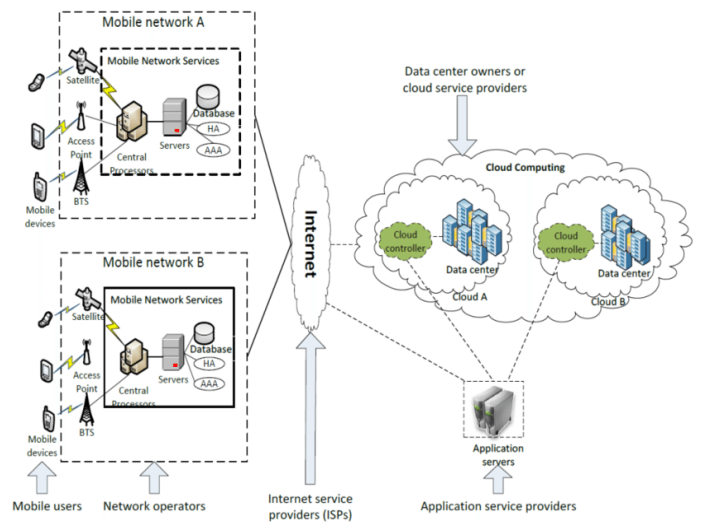 Mobile network A
Mobile Network Services
Satellite
Database
HA
AAA
Access
Point
Servers
Central
Processors
BTS
Mobile
devices
Mobile network B
Mobile Network Services
Satellite
Database
HA
AAA
Access
Point
Servers
Central
Processors
BTS
Mobile
devices
Mobile users
Network operators
Internet
Internet service
providers (ISPs)
Data center owners or
cloud service providers
Cloud Computing
Cloud
controller
Data center
Cloud A
Cloud
controller
Data center
Cloud B
Application
servers
Application service providers